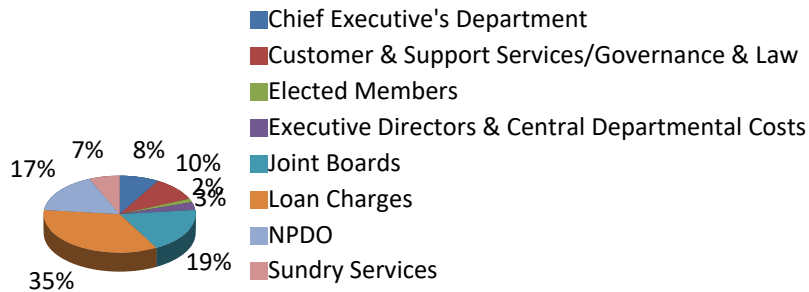 Chief Executive's Department
Customer & Support Services/Governance & Law
Elected Members
Executive Directors & Central Departmental Costs
Joint Boards
Loan Charges
NPDO
Sundry Services
7%
8%
17%
10%
2%
3%
19%
35%